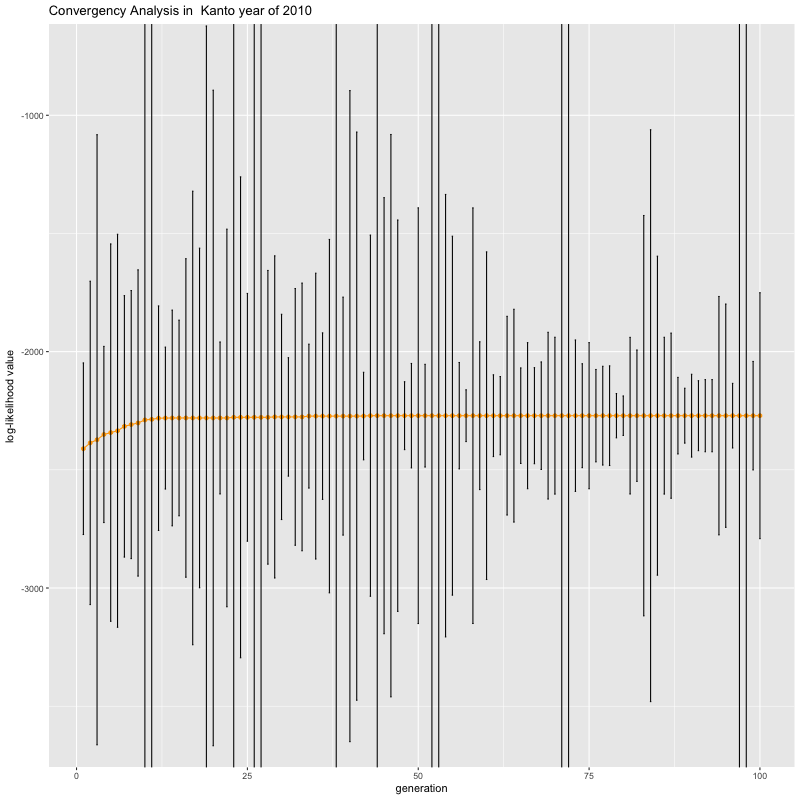 Convergency Analysis in  Kanto year of 2010
log-likelihood value
-1000
-2000
-3000
0
25
50
75
100
generation